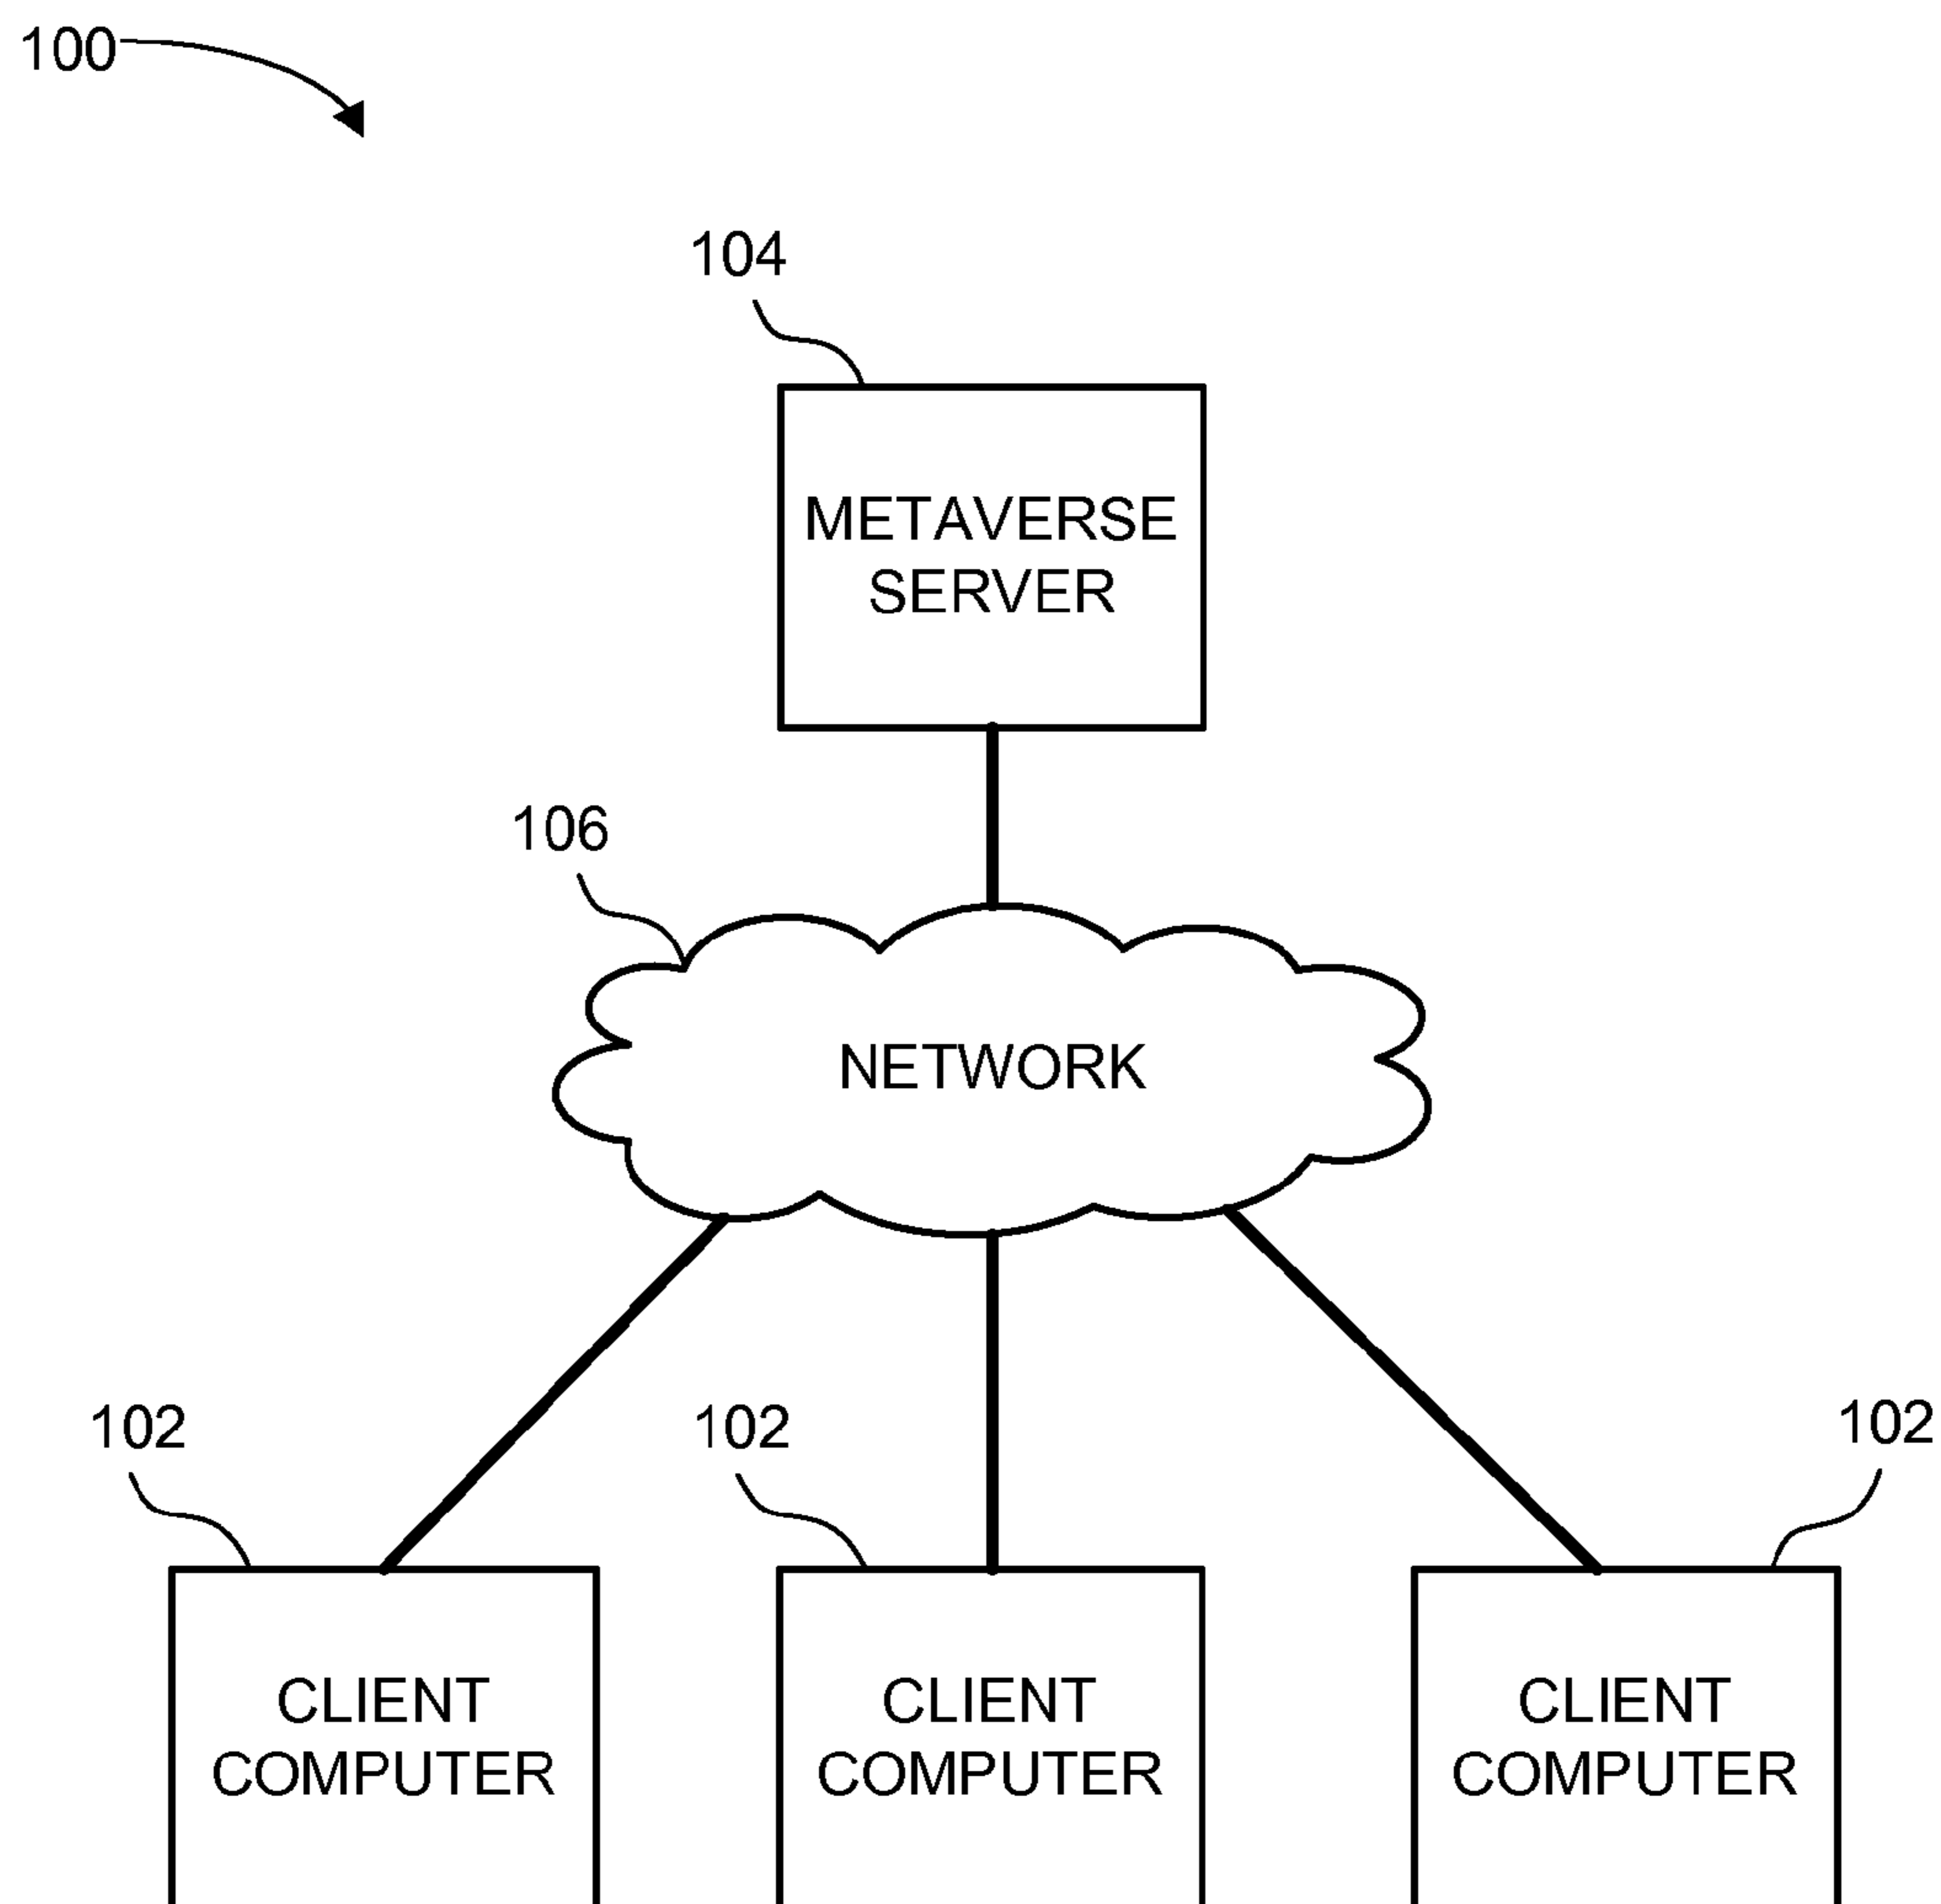 100
104
METAVERSE
SERVER
106
NETWORK
102
102
102
CLIENT
COMPUTER
CLIENT
COMPUTER
CLIENT
COMPUTER